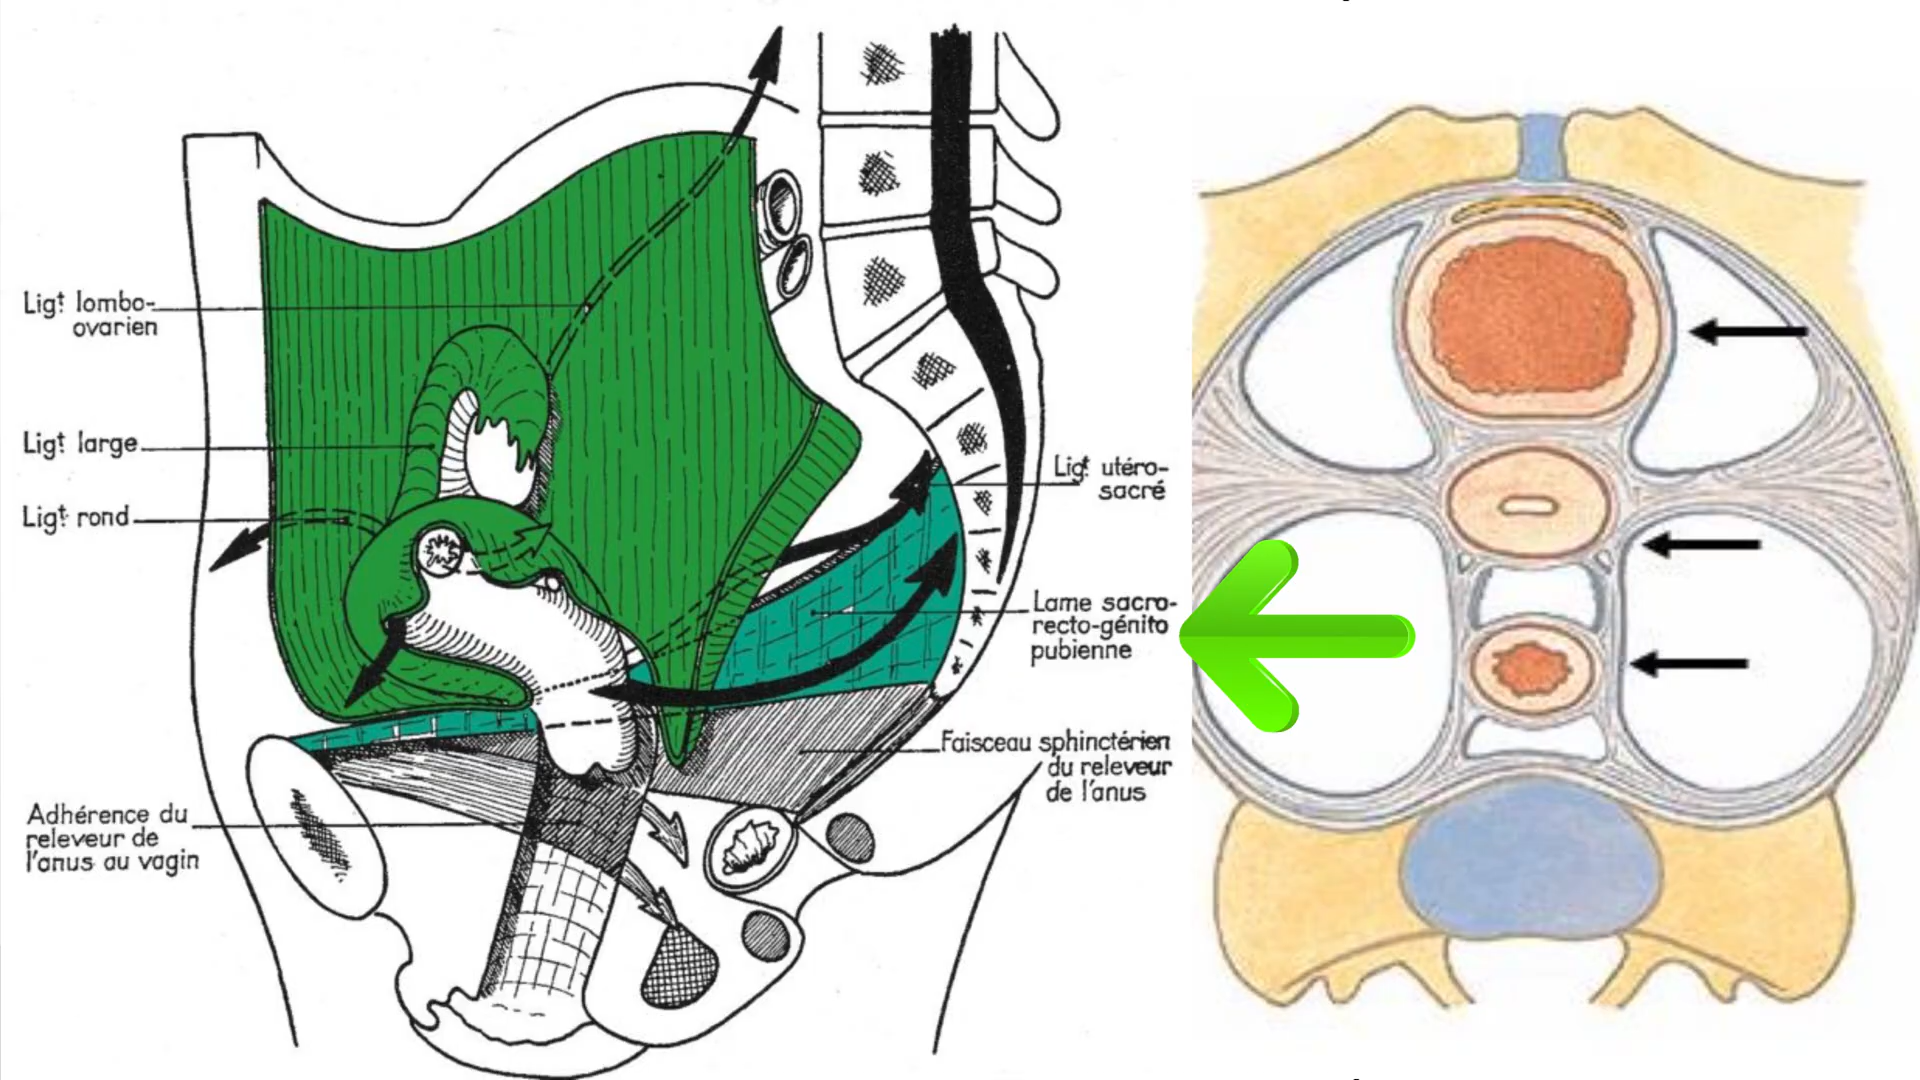 Ligt lombo-
ovarien
Ligt large
Ligt rond
Adhérence du
releveur de
l'anus au vagin
Ligt utéro-
sacré
Lame sacro-
recto-génito
pubienne
Faisceau sphinctérien
du releveur
de l'anus